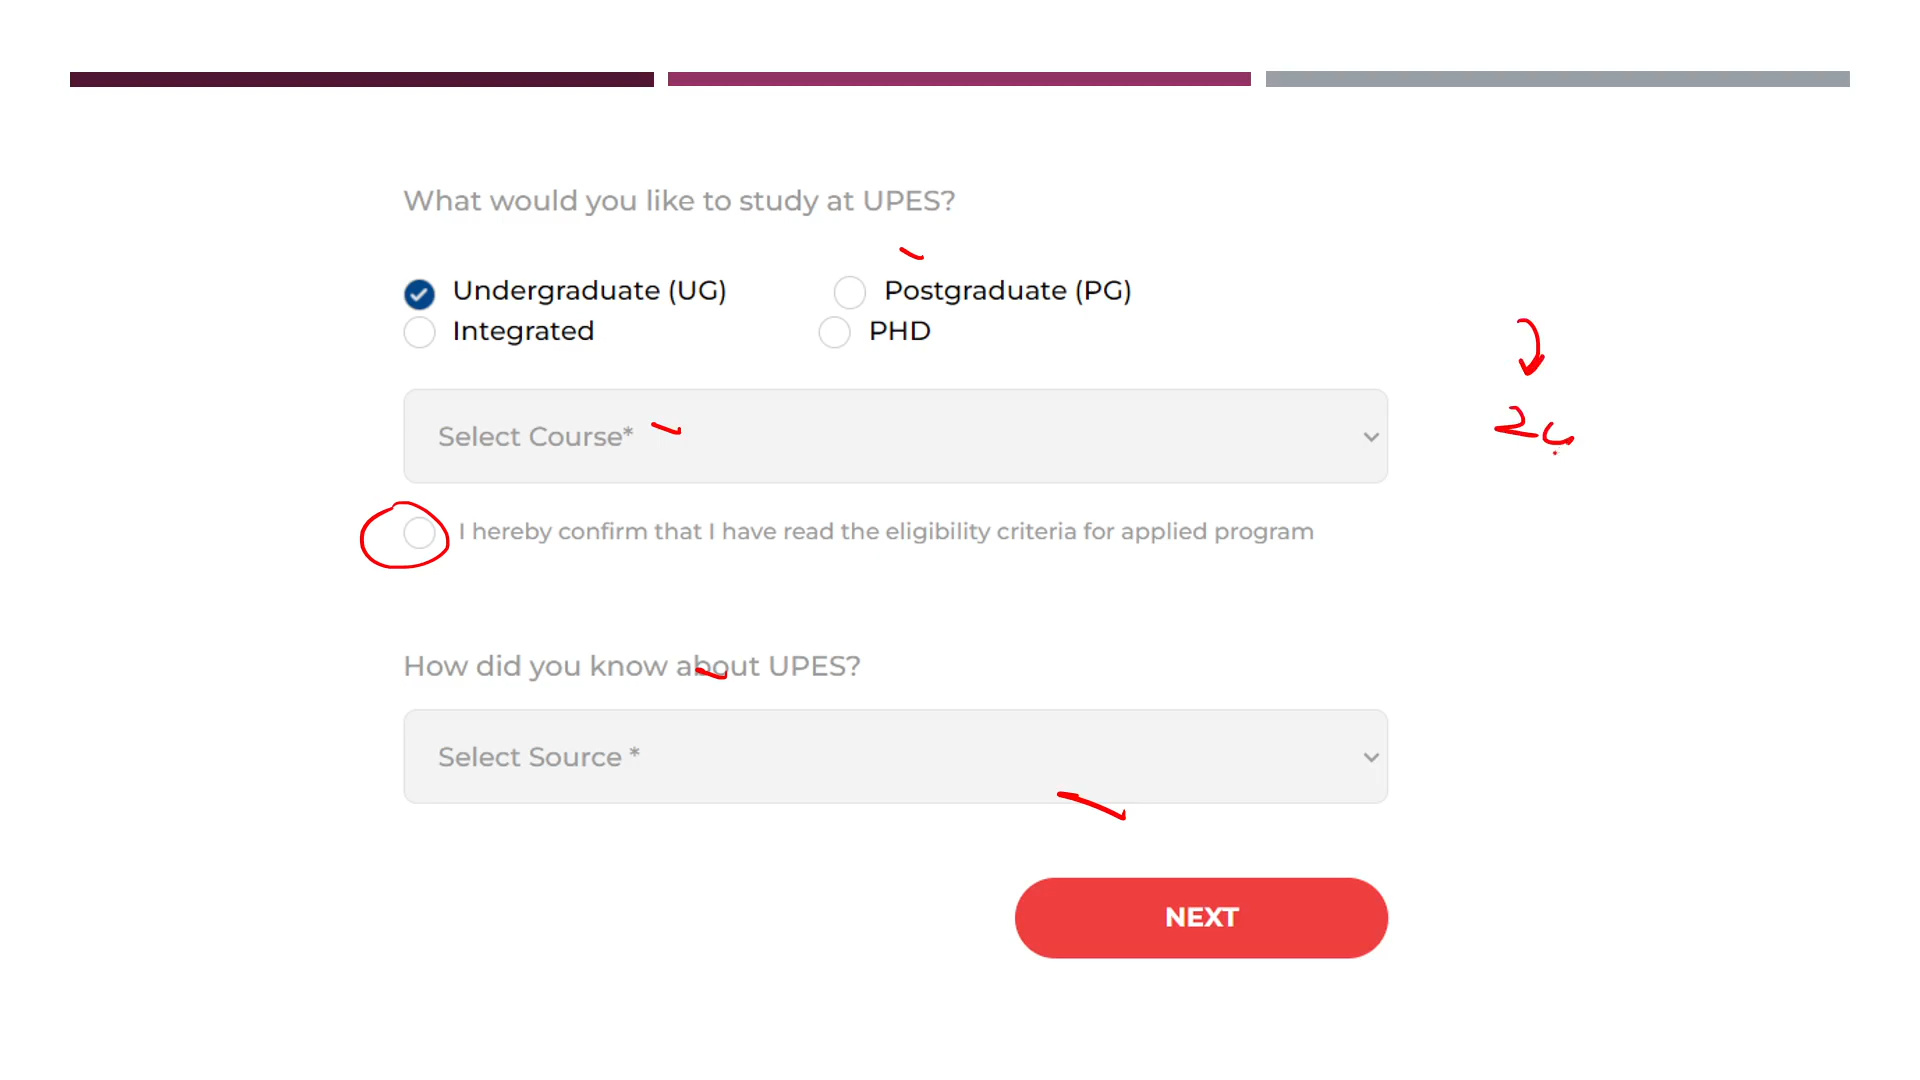 What would you like to study at UPES?
Undergraduate (UG) Postgraduate (PG)
Integrated PHD
Select Course*
I hereby confirm that I have read the eligibility criteria for applied program
How did you know about UPES?
Select Source *
NEXT